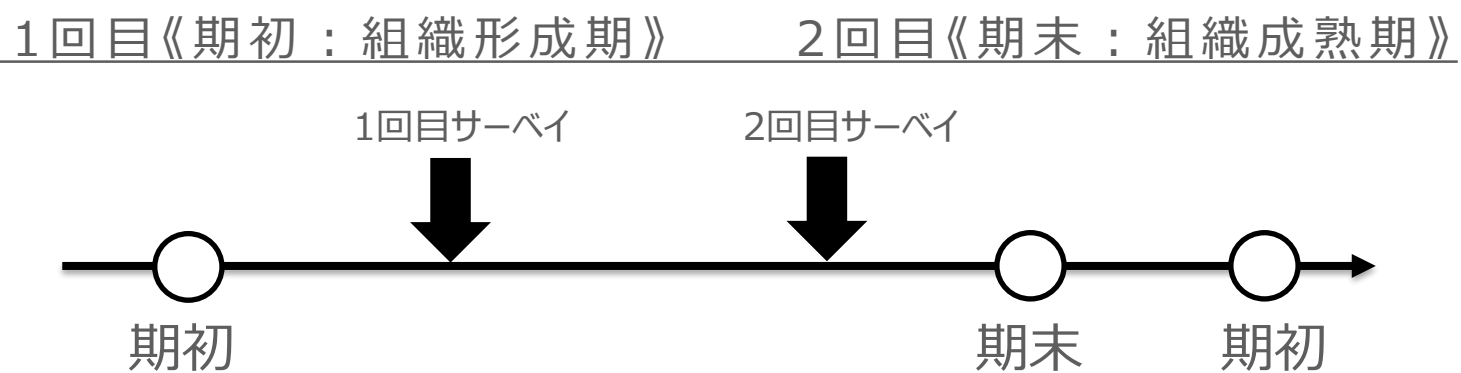 1回目《期初：組織形成期》 2回目《期末：組織成熟期》
1回目サーベイ 2回目サーベイ
期初 期末 期初